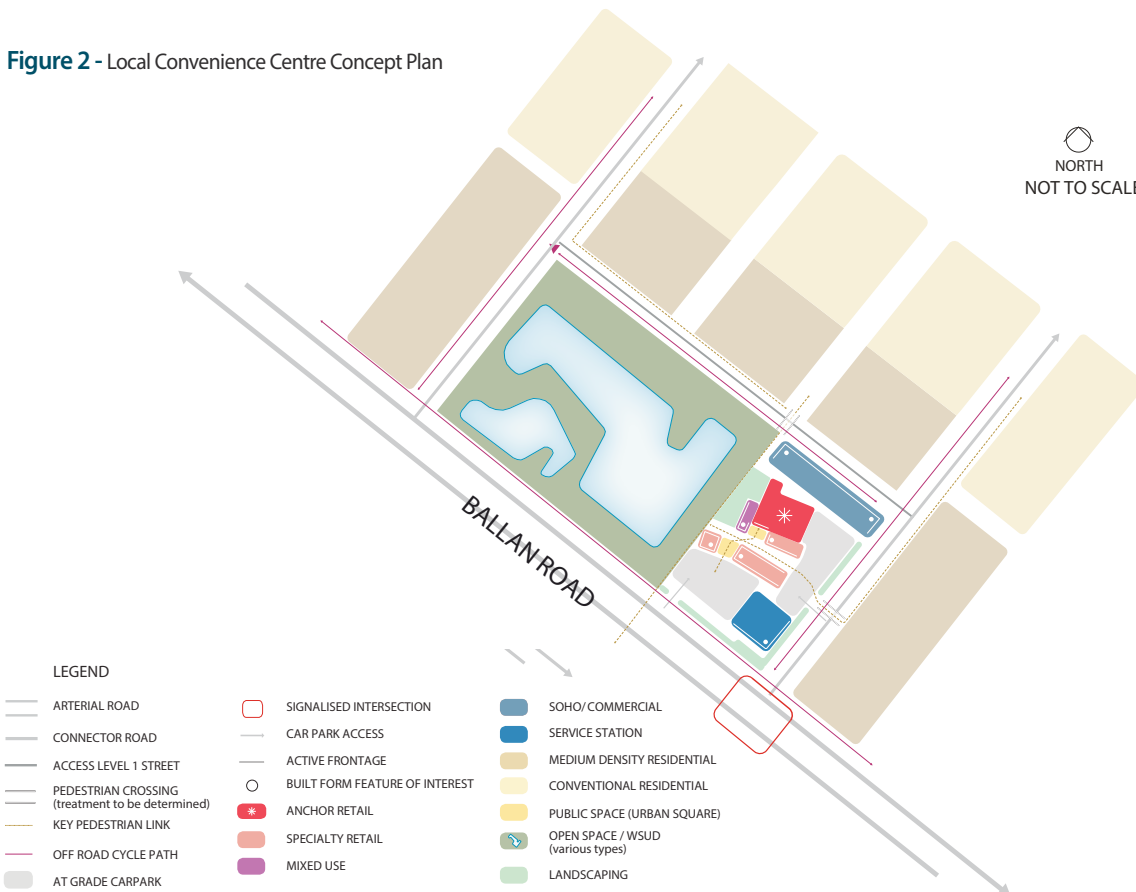 Figure 2 - Local Convenience Centre Concept Plan
NORTH
NOT TO SCALE
BALLAN ROAD
LEGEND
ARTERIAL ROAD
CONNECTOR ROAD
ACCESS LEVEL 1 STREET
PEDESTRIAN CROSSING
(treatment to be determined)
KEY PEDESTRIAN LINK
OFF ROAD CYCLE PATH
AT GRADE CARPARK
SIGNALISED INTERSECTION
CAR PARK ACCESS
ACTIVE FRONTAGE
BUILT FORM FEATURE OF INTEREST
ANCHOR RETAIL
SPECIALTY RETAIL
MIXED USE
SOHO/ COMMERCIAL
SERVICE STATION
MEDIUM DENSITY RESIDENTIAL
CONVENTIONAL RESIDENTIAL
PUBLIC SPACE (URBAN SQUARE)
OPEN SPACE / WSUD
(various types)
LANDSCAPING